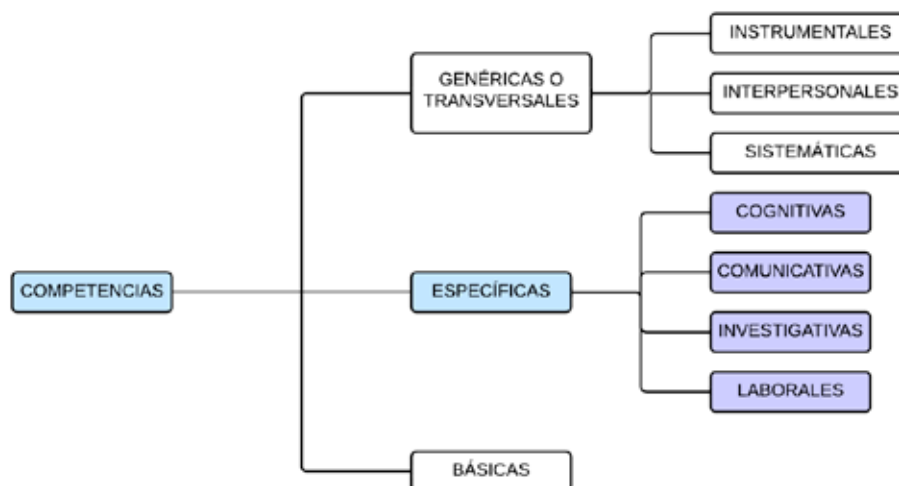 COMPETENCIAS
GENÉRICAS O
TRANSVERSALES
INSTRUMENTALES
INTERPERSONALES
SISTEMÁTICAS
ESPECÍFICAS
COGNITIVAS
COMUNICATIVAS
INVESTIGATIVAS
LABORALES
BÁSICAS